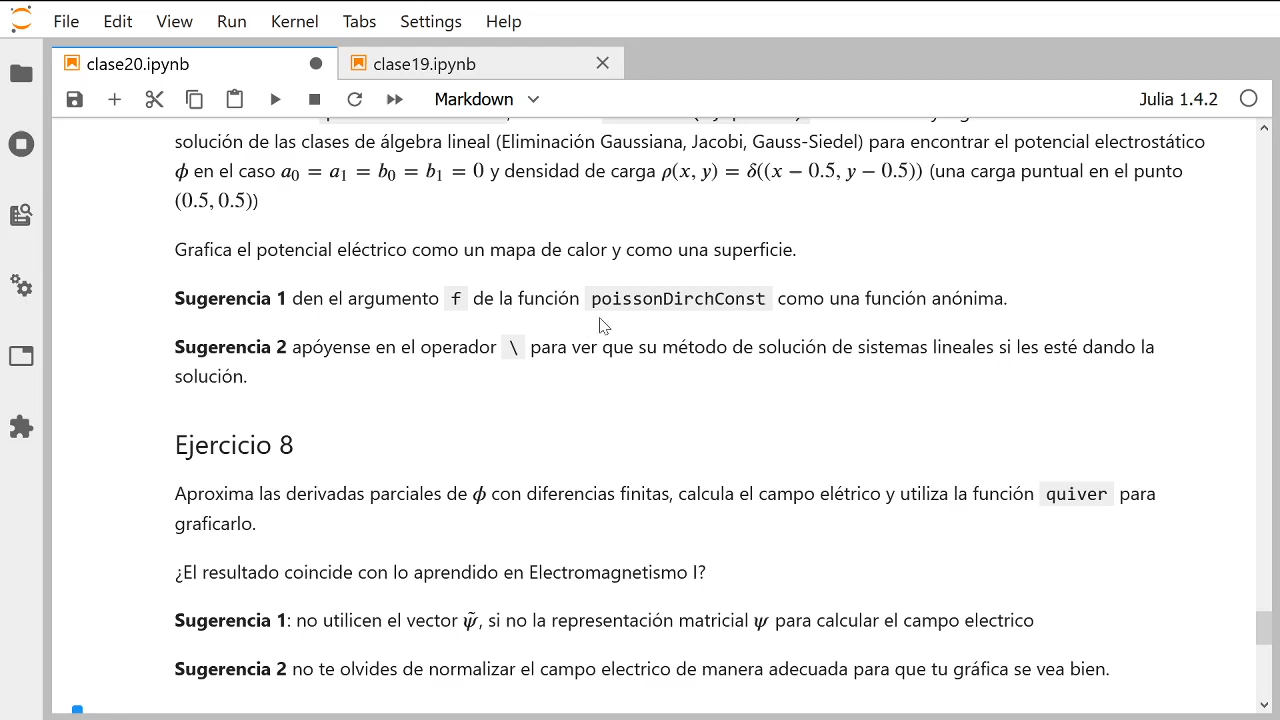 File Edit View Run Kernel Tabs Settings Help
clase20.ipynb clase19.ipynb
Markdown Julia 1.4.2
solución de las clases de álgebra lineal (Eliminación Gaussiana, Jacobi, Gauss-Siedel) para encontrar el potencial electrostático
ϕ en el caso a₀ = a₁ = b₀ = b₁ = 0 y densidad de carga ρ(x, y) = δ((x − 0.5, y − 0.5)) (una carga puntual en el punto
(0.5, 0.5))
Grafica el potencial eléctrico como un mapa de calor y como una superficie.
Sugerencia 1 den el argumento f de la función poissonDirchConst como una función anónima.
Sugerencia 2 apóyense en el operador \ para ver que su método de solución de sistemas lineales si les esté dando la
solución.
Ejercicio 8
Aproxima las derivadas parciales de ϕ con diferencias finitas, calcula el campo elétrico y utiliza la función quiver para
graficarlo.
¿El resultado coincide con lo aprendido en Electromagnetismo I?
Sugerencia 1: no utilicen el vector ψ̃, si no la representación matricial ψ para calcular el campo electrico
Sugerencia 2 no te olvides de normalizar el campo electrico de manera adecuada para que tu gráfica se vea bien.